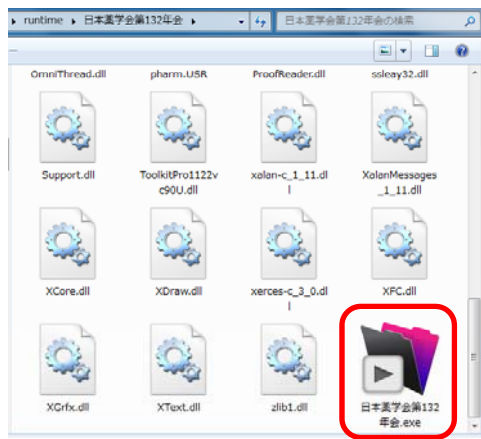 runtime ▸ 日本薬学会第132年会 ▸
日本薬学会第132年会の検索
OmniThread.dll
pharm.USR
ProofReader.dll
ssleay32.dll
Support.dll
ToolkitPro1122v
c90U.dll
xalan-c_1_11.dl
l
XalanMessages
_1_11.dll
XCore.dll
XDraw.dll
xerces-c_3_0.dl
l
XFC.dll
XGrfx.dll
XText.dll
zlib1.dll
日本薬学会第132
年会.exe